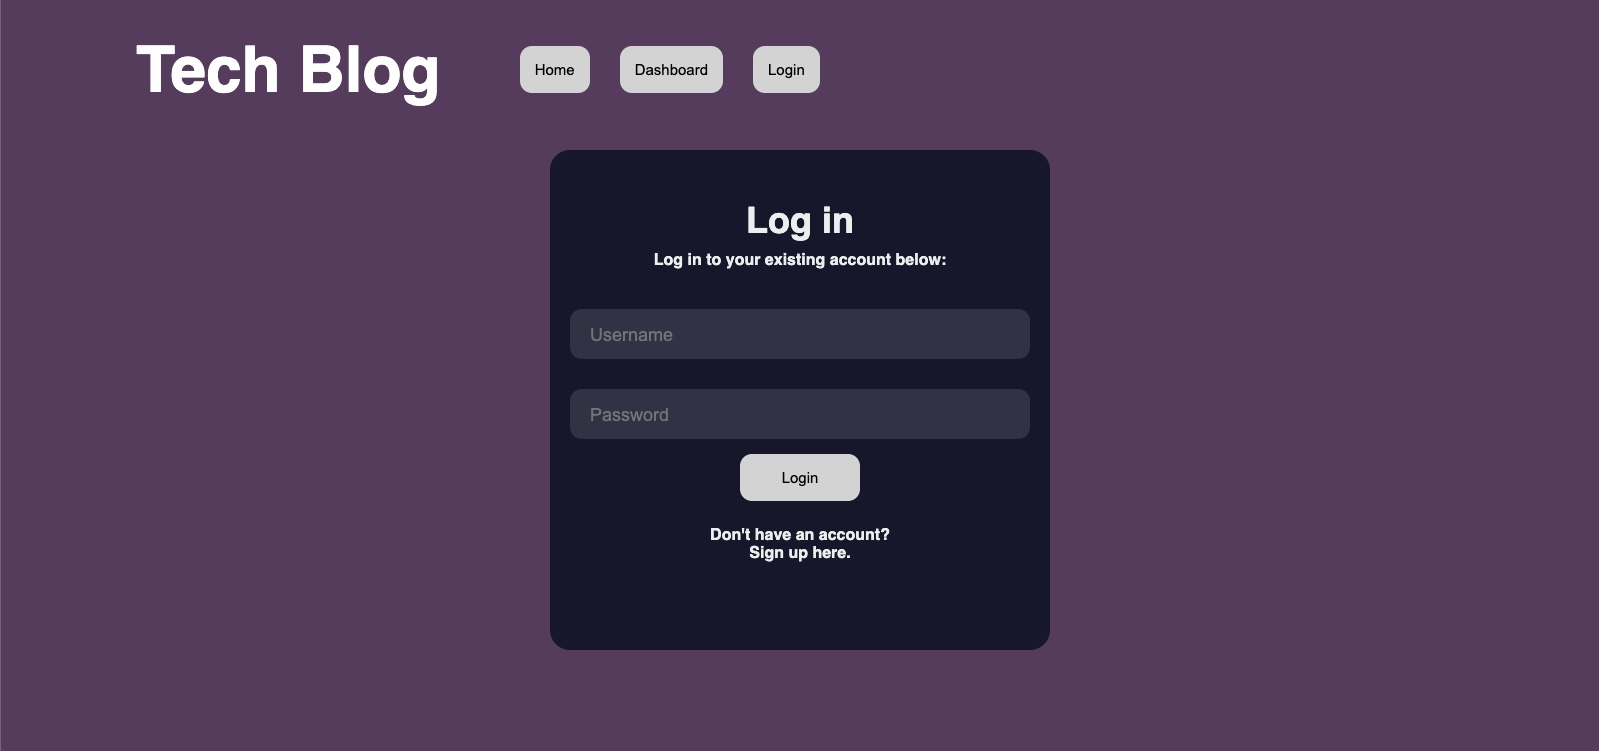 Tech Blog
Home
Dashboard
Login
Log in
Log in to your existing account below:
Username
Password
Login
Don't have an account?
Sign up here.